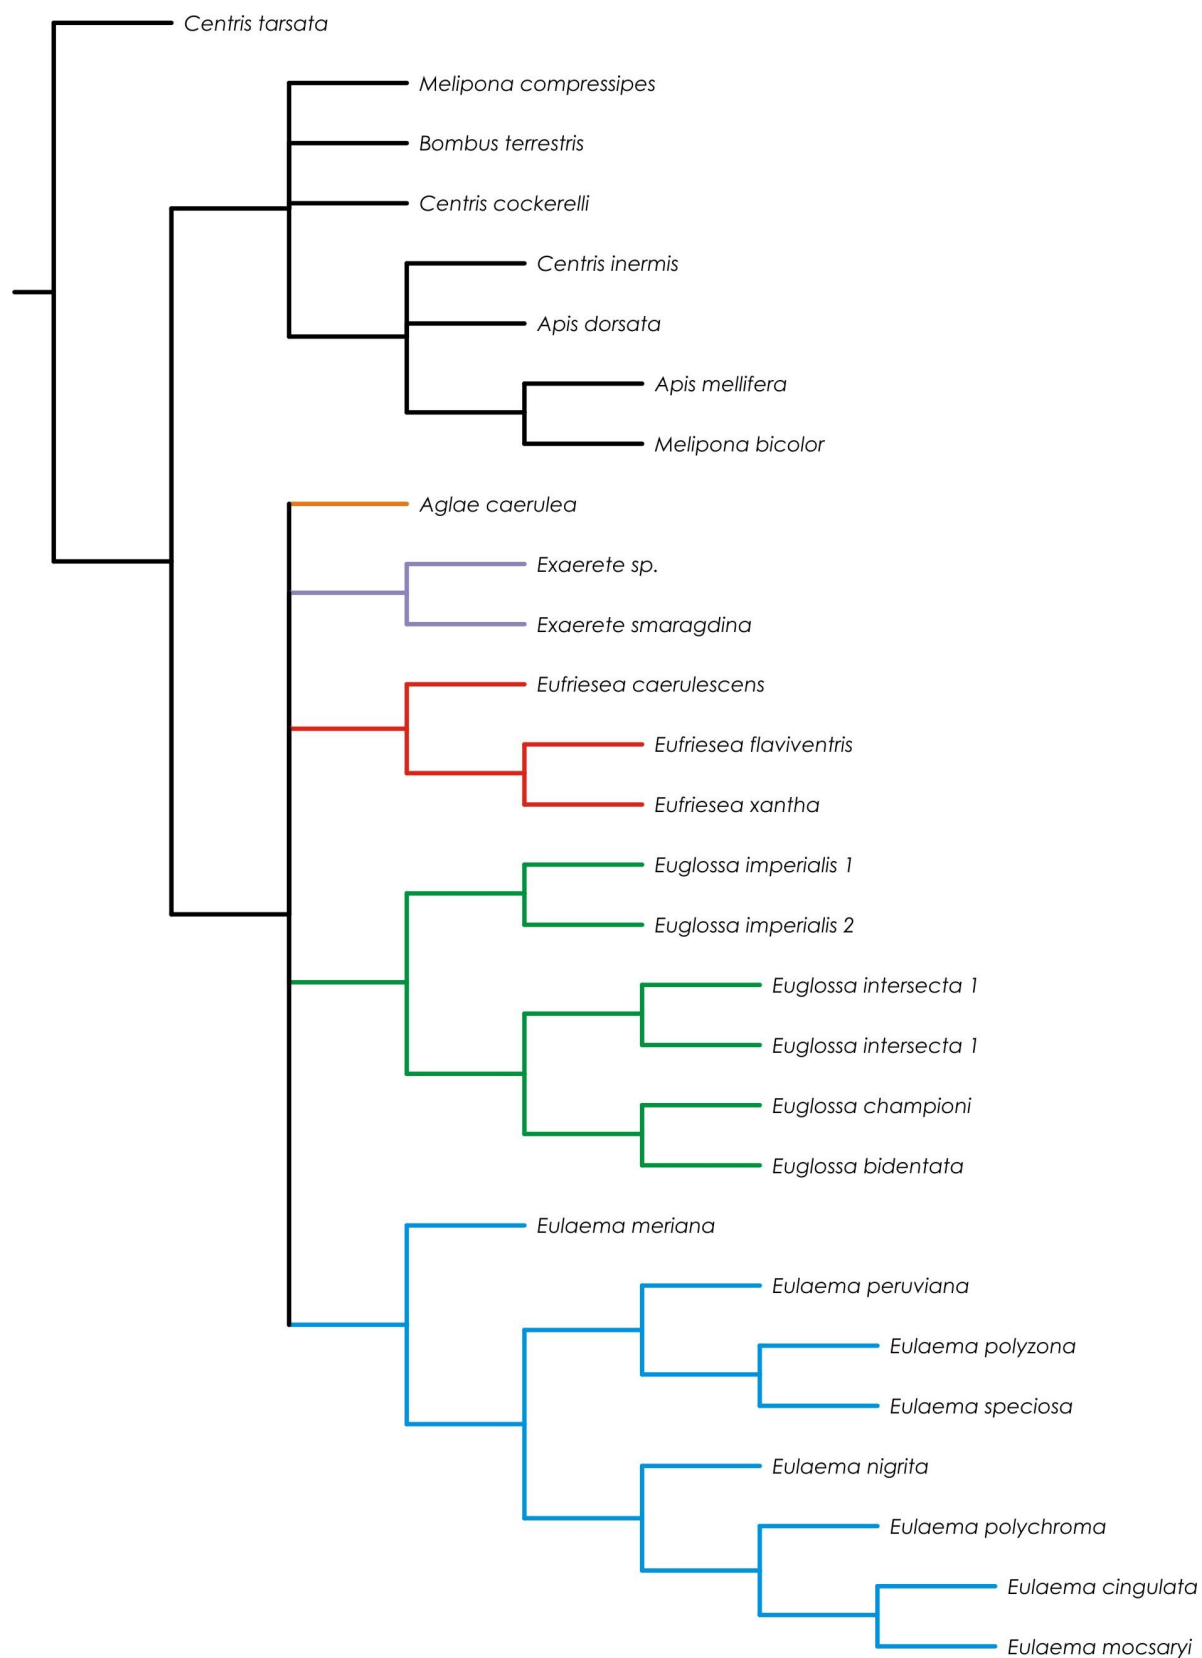 Centris tarsata
Melipona compressipes
Bombus terrestris
Centris cockerelli
Centris inermis
Apis dorsata
Apis mellifera
Melipona bicolor
Aglae caerulea
Exaerete sp.
Exaerete smaragdina
Eufriesea caerulescens
Eufriesea flaviventris
Eufriesea xantha
Euglossa imperialis 1
Euglossa imperialis 2
Euglossa intersecta 1
Euglossa intersecta 1
Euglossa championi
Euglossa bidentata
Eulaema meriana
Eulaema peruviana
Eulaema polyzona
Eulaema speciosa
Eulaema nigrita
Eulaema polychroma
Eulaema cingulata
Eulaema mocsaryi